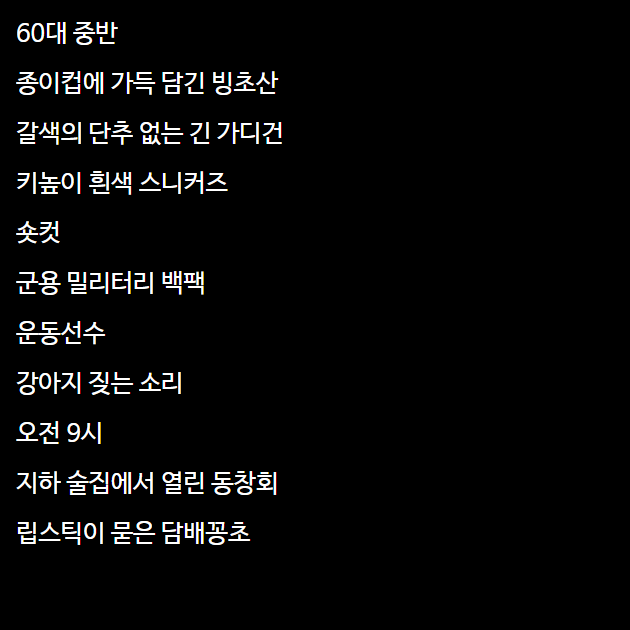 60대 중반
종이컵에 가득 담긴 빙초산
갈색의 단추 없는 긴 가디건
키높이 흰색 스니커즈
숏컷
군용 밀리터리 백팩
운동선수
강아지 짖는 소리
오전 9시
지하 술집에서 열린 동창회
립스틱이 묻은 담배꽁초